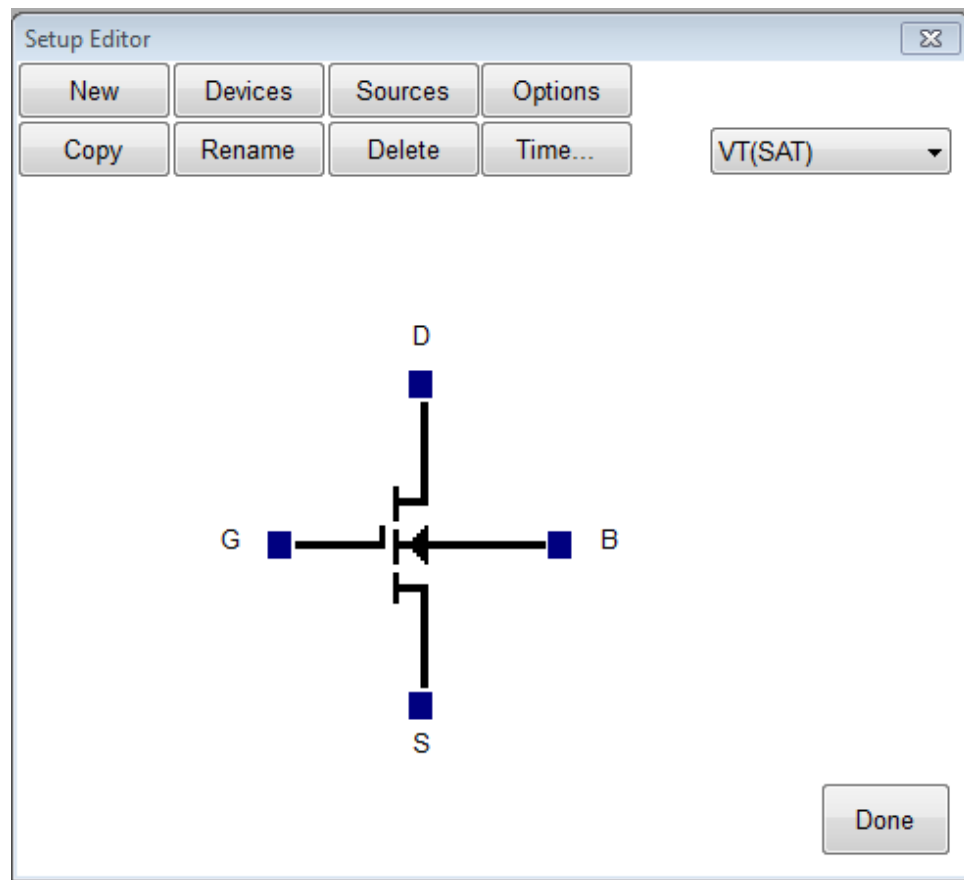 Setup Editor
New Devices Sources Options
Copy Rename Delete Time... VT(SAT)
D
G B
S
Done